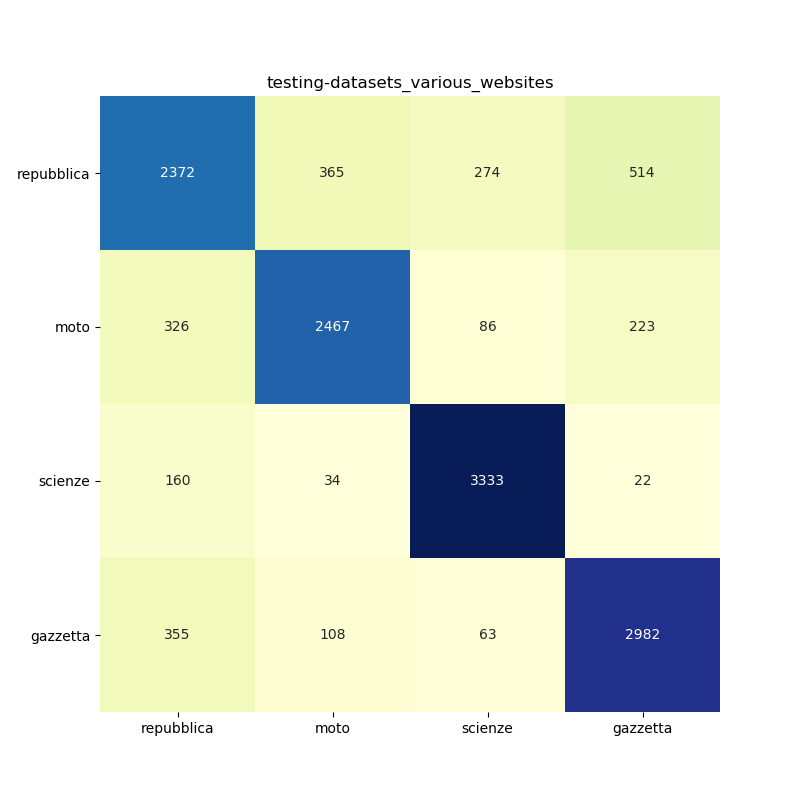 testing-datasets_various_websites
repubblica 2372 365 274 514
moto 326 2467 86 223
scienze 160 34 3333 22
gazzetta 355 108 63 2982
repubblica moto scienze gazzetta